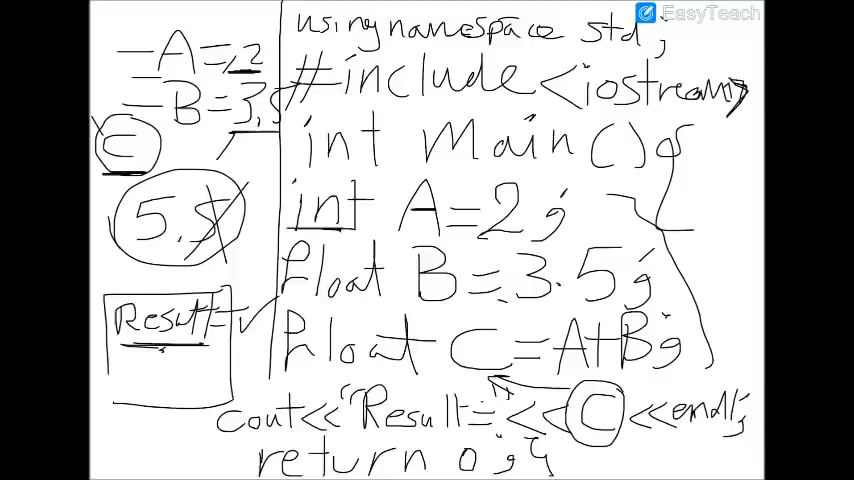 EasyTeach
A=2
B=3.5
C
5.5
Result=
using namespace std;
#include <iostream>
int Main(){
int A=2;
float B=3.5;
float C=A+B;
cout<<"Result="<<C<<endl;
return 0;}